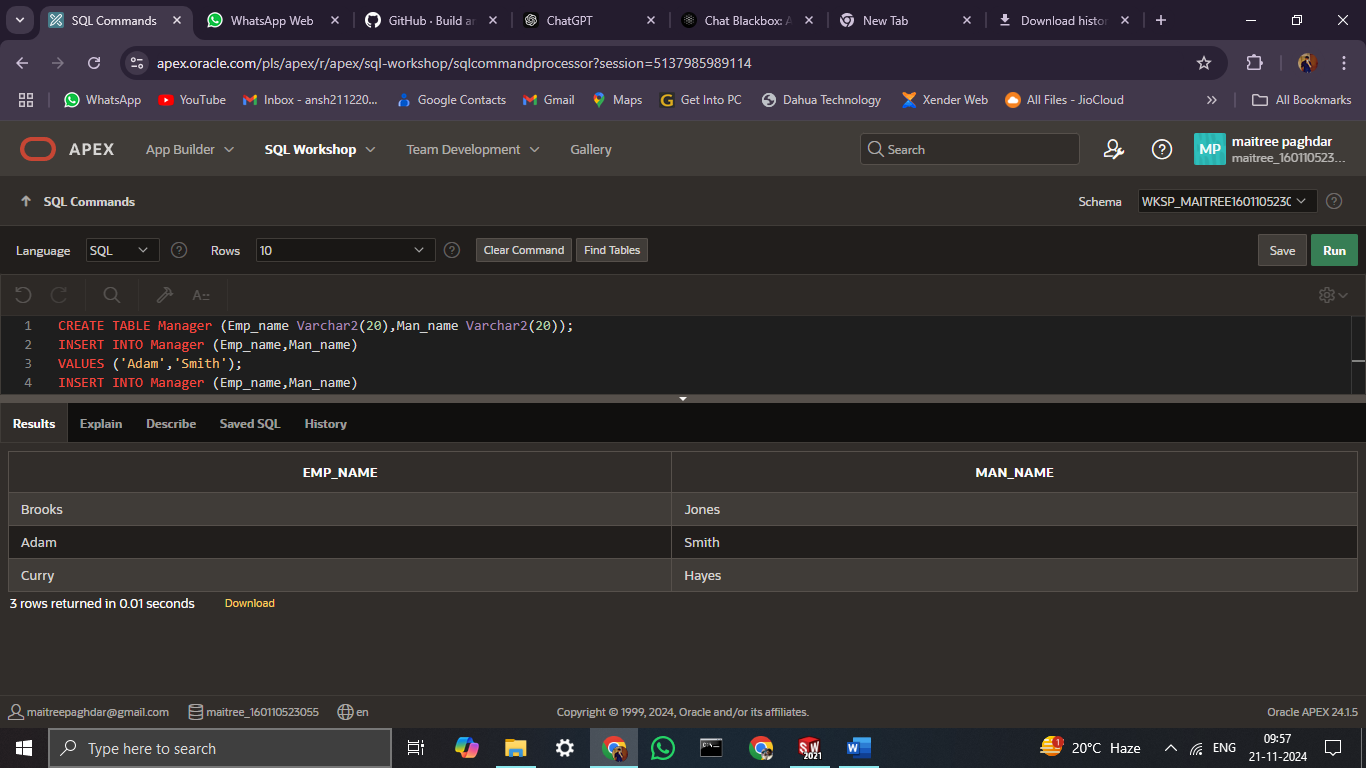 SQL Commands
WhatsApp Web
GitHub · Build ar
ChatGPT
Chat Blackbox: A
New Tab
Download histor
apex.oracle.com/pls/apex/r/apex/sql-workshop/sqlcommandprocessor?session=5137985989114
WhatsApp
YouTube
Inbox - ansh211220...
Google Contacts
Gmail
Maps
Get Into PC
Dahua Technology
Xender Web
All Files - JioCloud
»
All Bookmarks
APEX
App Builder
SQL Workshop
Team Development
Gallery
Search
MP
maitree paghdar
maitree_160110523...
SQL Commands
Schema
WKSP_MAITREE1601105230
Language
SQL
Rows
10
Clear Command
Find Tables
Save
Run
1 CREATE TABLE Manager (Emp_name Varchar2(20),Man_name Varchar2(20));
2 INSERT INTO Manager (Emp_name,Man_name)
3 VALUES ('Adam','Smith');
4 INSERT INTO Manager (Emp_name,Man_name)
Results
Explain
Describe
Saved SQL
History
EMP_NAME MAN_NAME
Brooks Jones
Adam Smith
Curry Hayes
3 rows returned in 0.01 seconds
Download
maitreepaghdar@gmail.com
maitree_160110523055
en
Copyright © 1999, 2024, Oracle and/or its affiliates.
Oracle APEX 24.1.5
Type here to search
SW
2021
1
20°C Haze
ENG
09:57
21-11-2024